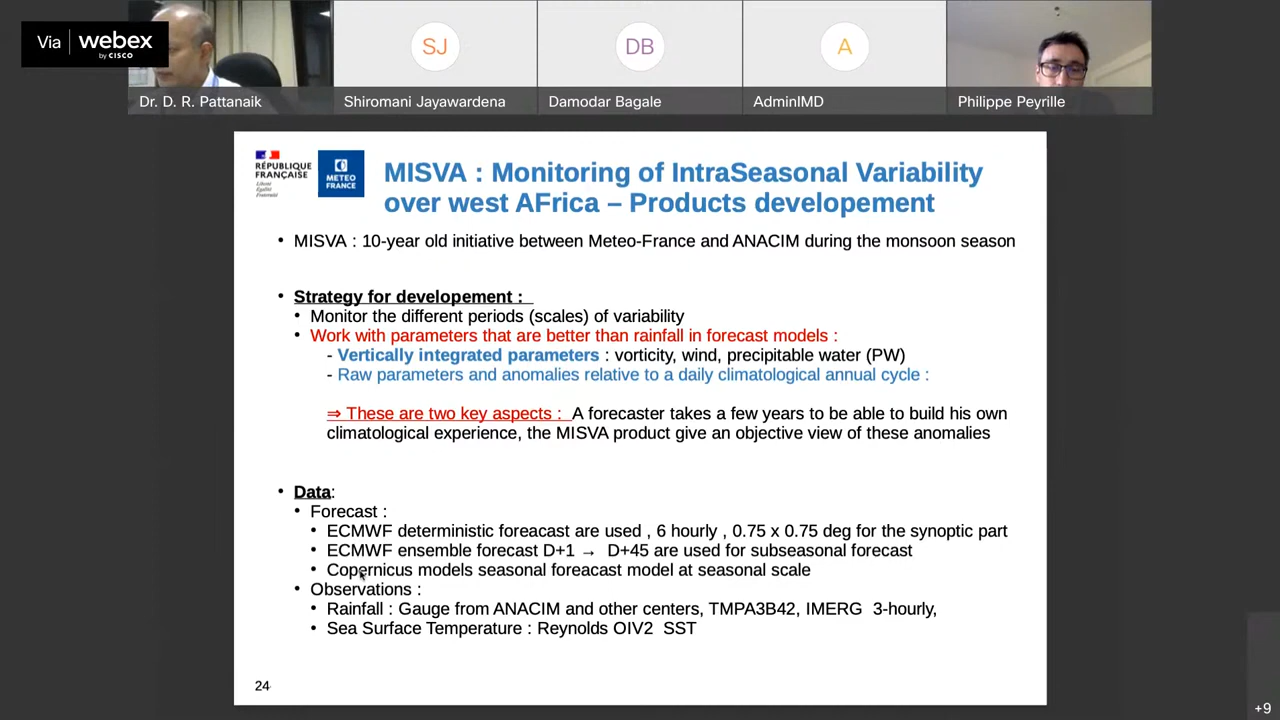 Via webex
by CISCO
SJ
DB
A
Dr. D. R. Pattanaik
Shiromani Jayawardena
Damodar Bagale
AdminIMD
Philippe Peyrille
RÉPUBLIQUE
FRANÇAISE
Liberté
Égalité
Fraternité
METEO
FRANCE
MISVA : Monitoring of IntraSeasonal Variability
over west AFrica – Products developement
• MISVA : 10-year old initiative between Meteo-France and ANACIM during the monsoon season
• Strategy for developement :
• Monitor the different periods (scales) of variability
• Work with parameters that are better than rainfall in forecast models :
- Vertically integrated parameters : vorticity, wind, precipitable water (PW)
- Raw parameters and anomalies relative to a daily climatological annual cycle :
⇒ These are two key aspects : A forecaster takes a few years to be able to build his own
climatological experience, the MISVA product give an objective view of these anomalies
• Data:
• Forecast :
• ECMWF deterministic foreacast are used , 6 hourly , 0.75 x 0.75 deg for the synoptic part
• ECMWF ensemble forecast D+1 → D+45 are used for subseasonal forecast
• Copernicus models seasonal foreacast model at seasonal scale
• Observations :
• Rainfall : Gauge from ANACIM and other centers, TMPA3B42, IMERG 3-hourly,
• Sea Surface Temperature : Reynolds OIV2 SST
24
+9